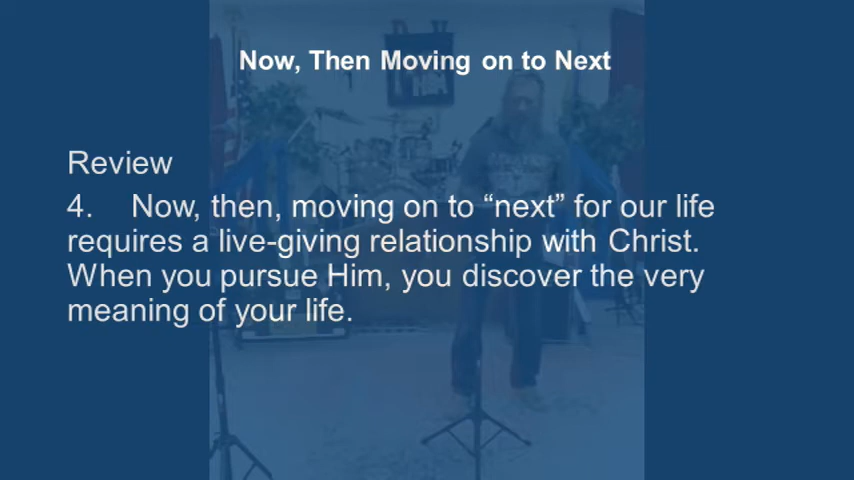 Now, Then Moving on to Next
Review
4. Now, then, moving on to “next” for our life
requires a live-giving relationship with Christ.
When you pursue Him, you discover the very
meaning of your life.